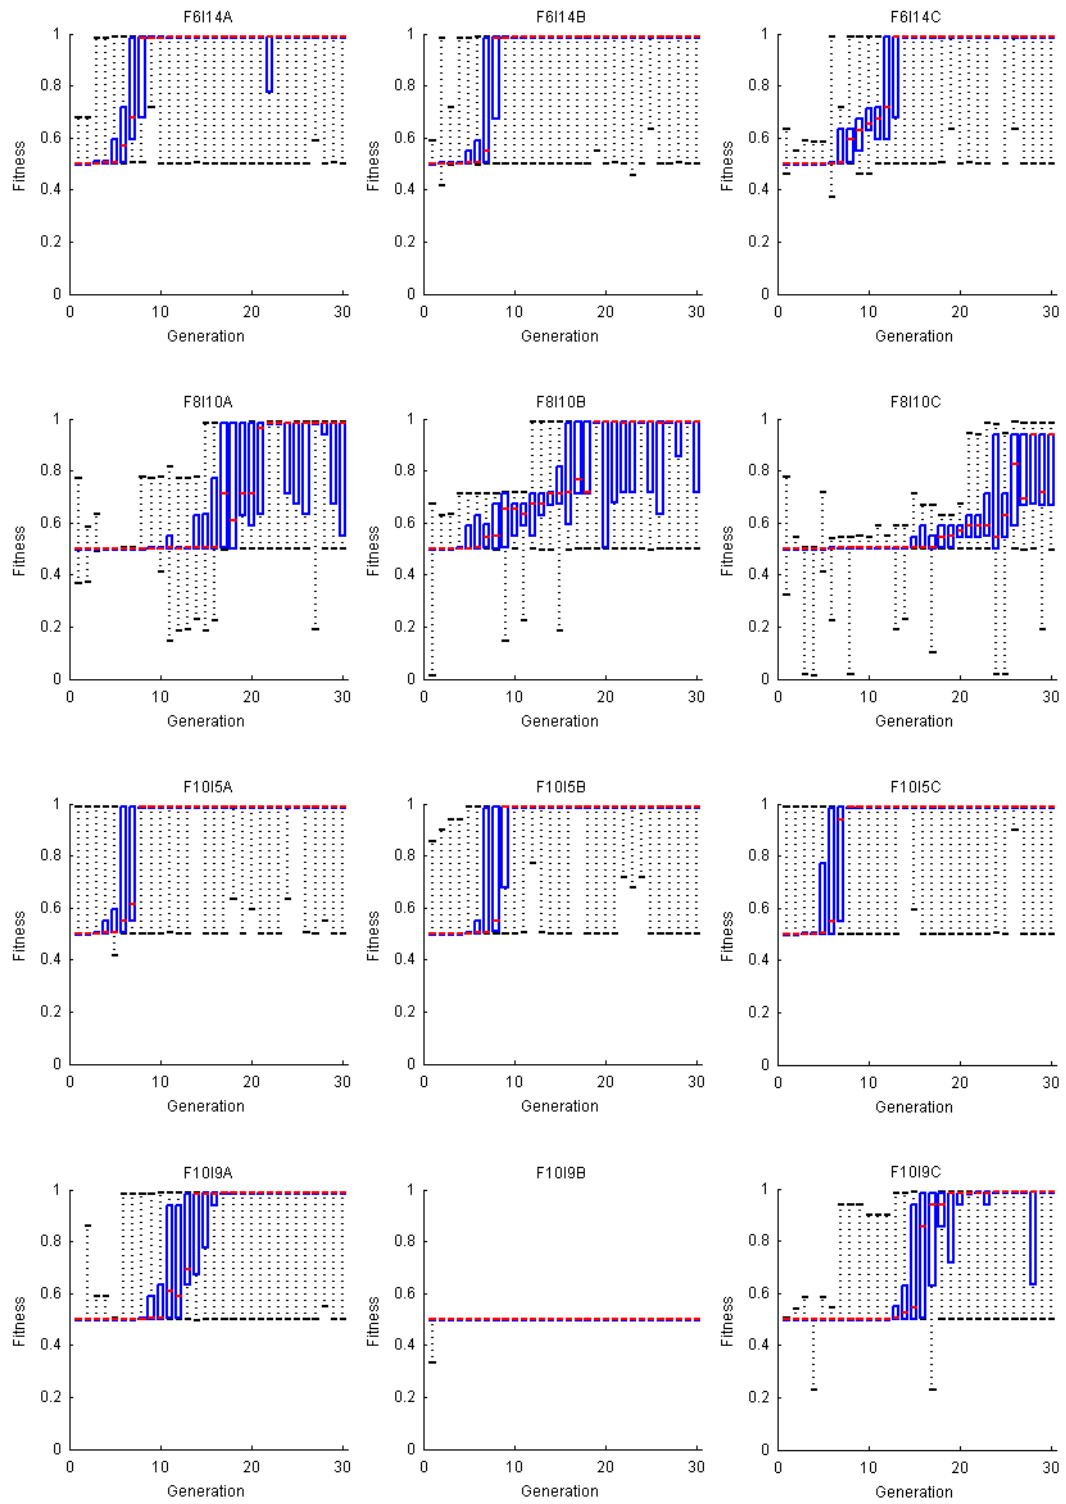 F6I14A F6I14B F6I14C
1 1 1
0.8 0.8 0.8
0.6 0.6 0.6
0.4 0.4 0.4
0.2 0.2 0.2
0 0 0
0 10 20 30 0 10 20 30 0 10 20 30
Fitness Fitness Fitness
Generation Generation Generation
F8I10A F8I10B F8I10C
1 1 1
0.8 0.8 0.8
0.6 0.6 0.6
0.4 0.4 0.4
0.2 0.2 0.2
0 0 0
0 10 20 30 0 10 20 30 0 10 20 30
Fitness Fitness Fitness
Generation Generation Generation
F10I5A F10I5B F10I5C
1 1 1
0.8 0.8 0.8
0.6 0.6 0.6
0.4 0.4 0.4
0.2 0.2 0.2
0 0 0
0 10 20 30 0 10 20 30 0 10 20 30
Fitness Fitness Fitness
Generation Generation Generation
F10I9A F10I9B F10I9C
1 1 1
0.8 0.8 0.8
0.6 0.6 0.6
0.4 0.4 0.4
0.2 0.2 0.2
0 0 0
0 10 20 30 0 10 20 30 0 10 20 30
Fitness Fitness Fitness
Generation Generation Generation